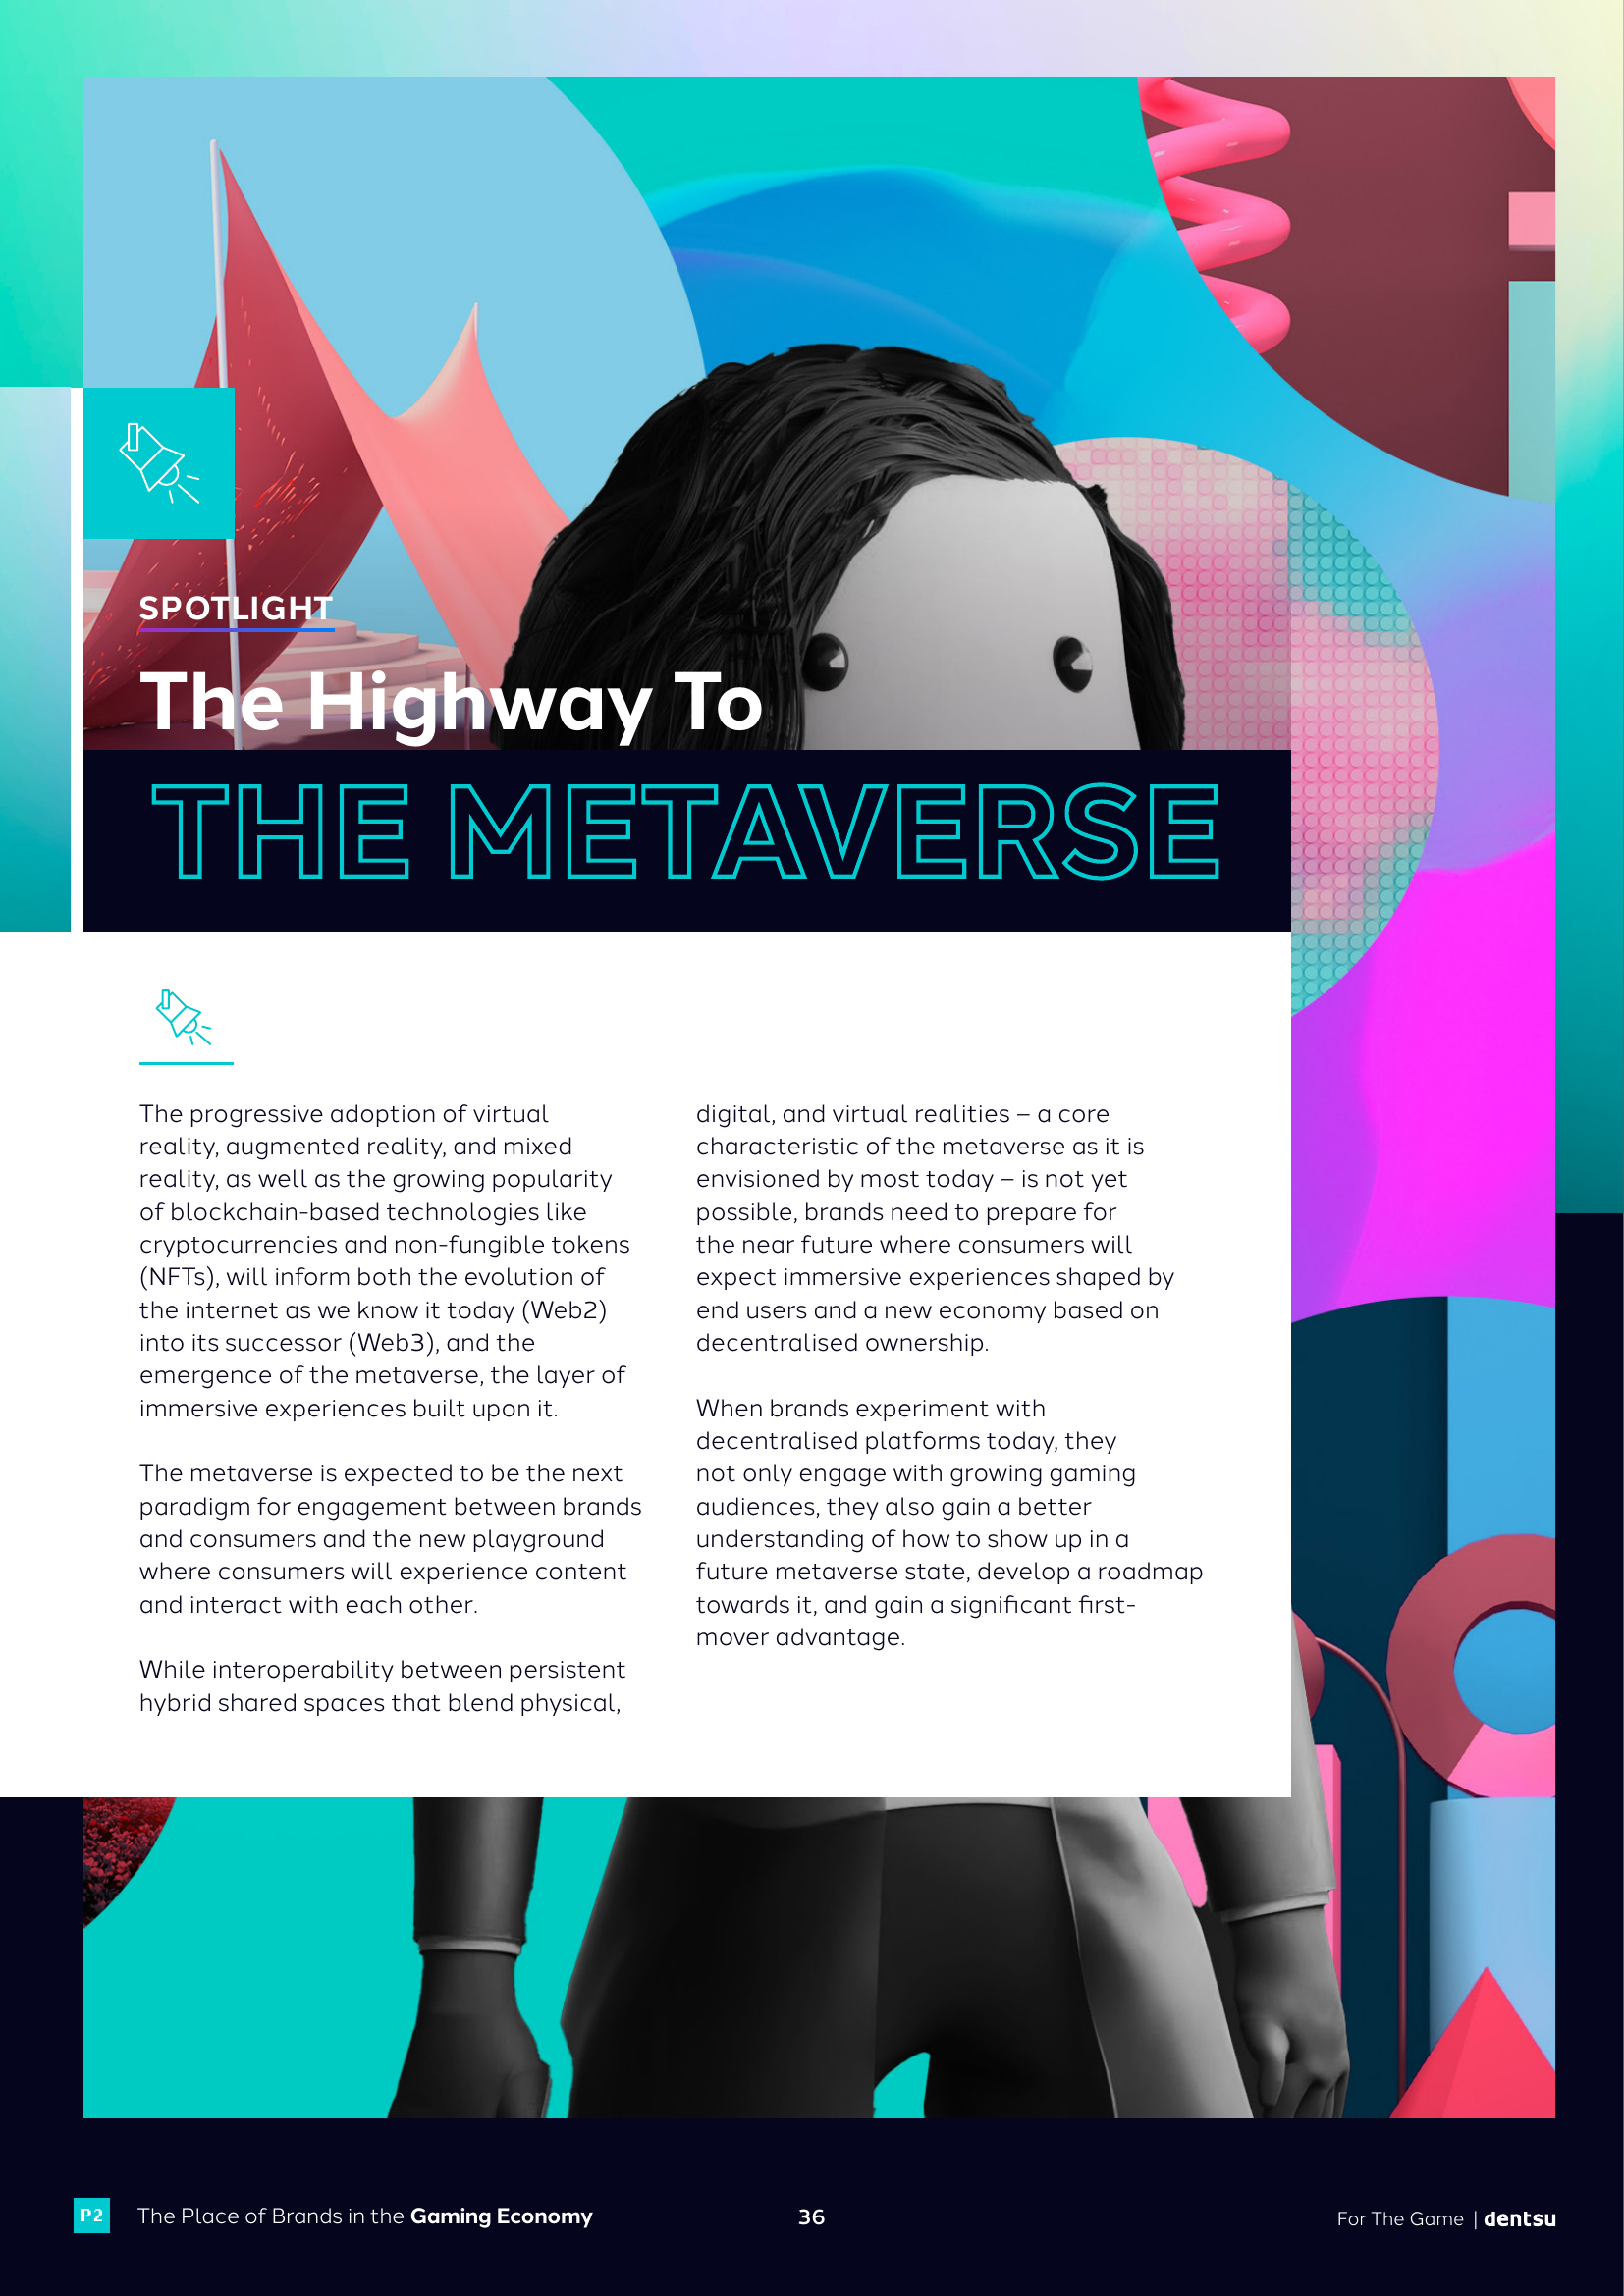 SPOTLIGHT
The Highway To
THE METAVERSE
The progressive adoption of virtual
reality, augmented reality, and mixed
reality, as well as the growing popularity
of blockchain-based technologies like
cryptocurrencies and non-fungible tokens
(NFTs), will inform both the evolution of
the internet as we know it today (Web2)
into its successor (Web3), and the
emergence of the metaverse, the layer of
immersive experiences built upon it.
The metaverse is expected to be the next
paradigm for engagement between brands
and consumers and the new playground
where consumers will experience content
and interact with each other.
While interoperability between persistent
hybrid shared spaces that blend physical,
digital, and virtual realities – a core
characteristic of the metaverse as it is
envisioned by most today – is not yet
possible, brands need to prepare for
the near future where consumers will
expect immersive experiences shaped by
end users and a new economy based on
decentralised ownership.
When brands experiment with
decentralised platforms today, they
not only engage with growing gaming
audiences, they also gain a better
understanding of how to show up in a
future metaverse state, develop a roadmap
towards it, and gain a significant first-
mover advantage.
P2 The Place of Brands in the Gaming Economy
36
For The Game | dentsu